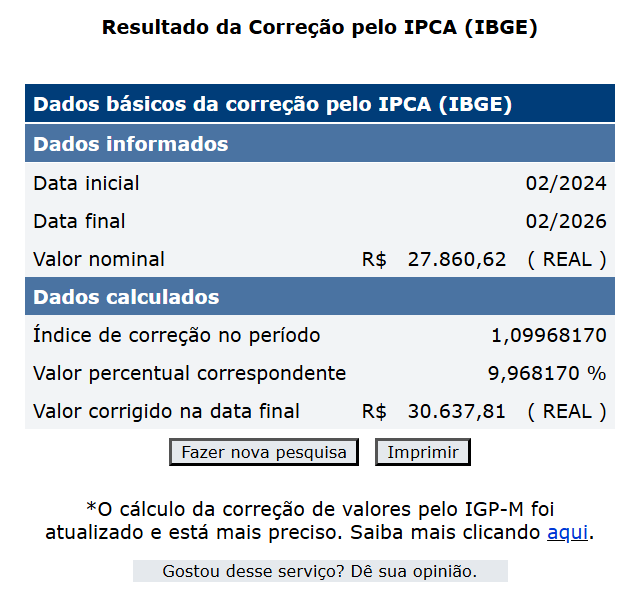 Resultado da Correção pelo IPCA (IBGE)
Dados básicos da correção pelo IPCA (IBGE)
Dados informados
Data inicial 02/2024
Data final 02/2026
Valor nominal R$ 27.860,62 ( REAL )
Dados calculados
Índice de correção no período 1,09968170
Valor percentual correspondente 9,968170 %
Valor corrigido na data final R$ 30.637,81 ( REAL )
Fazer nova pesquisa Imprimir
*O cálculo da correção de valores pelo IGP-M foi
atualizado e está mais preciso. Saiba mais clicando aqui.
Gostou desse serviço? Dê sua opinião.